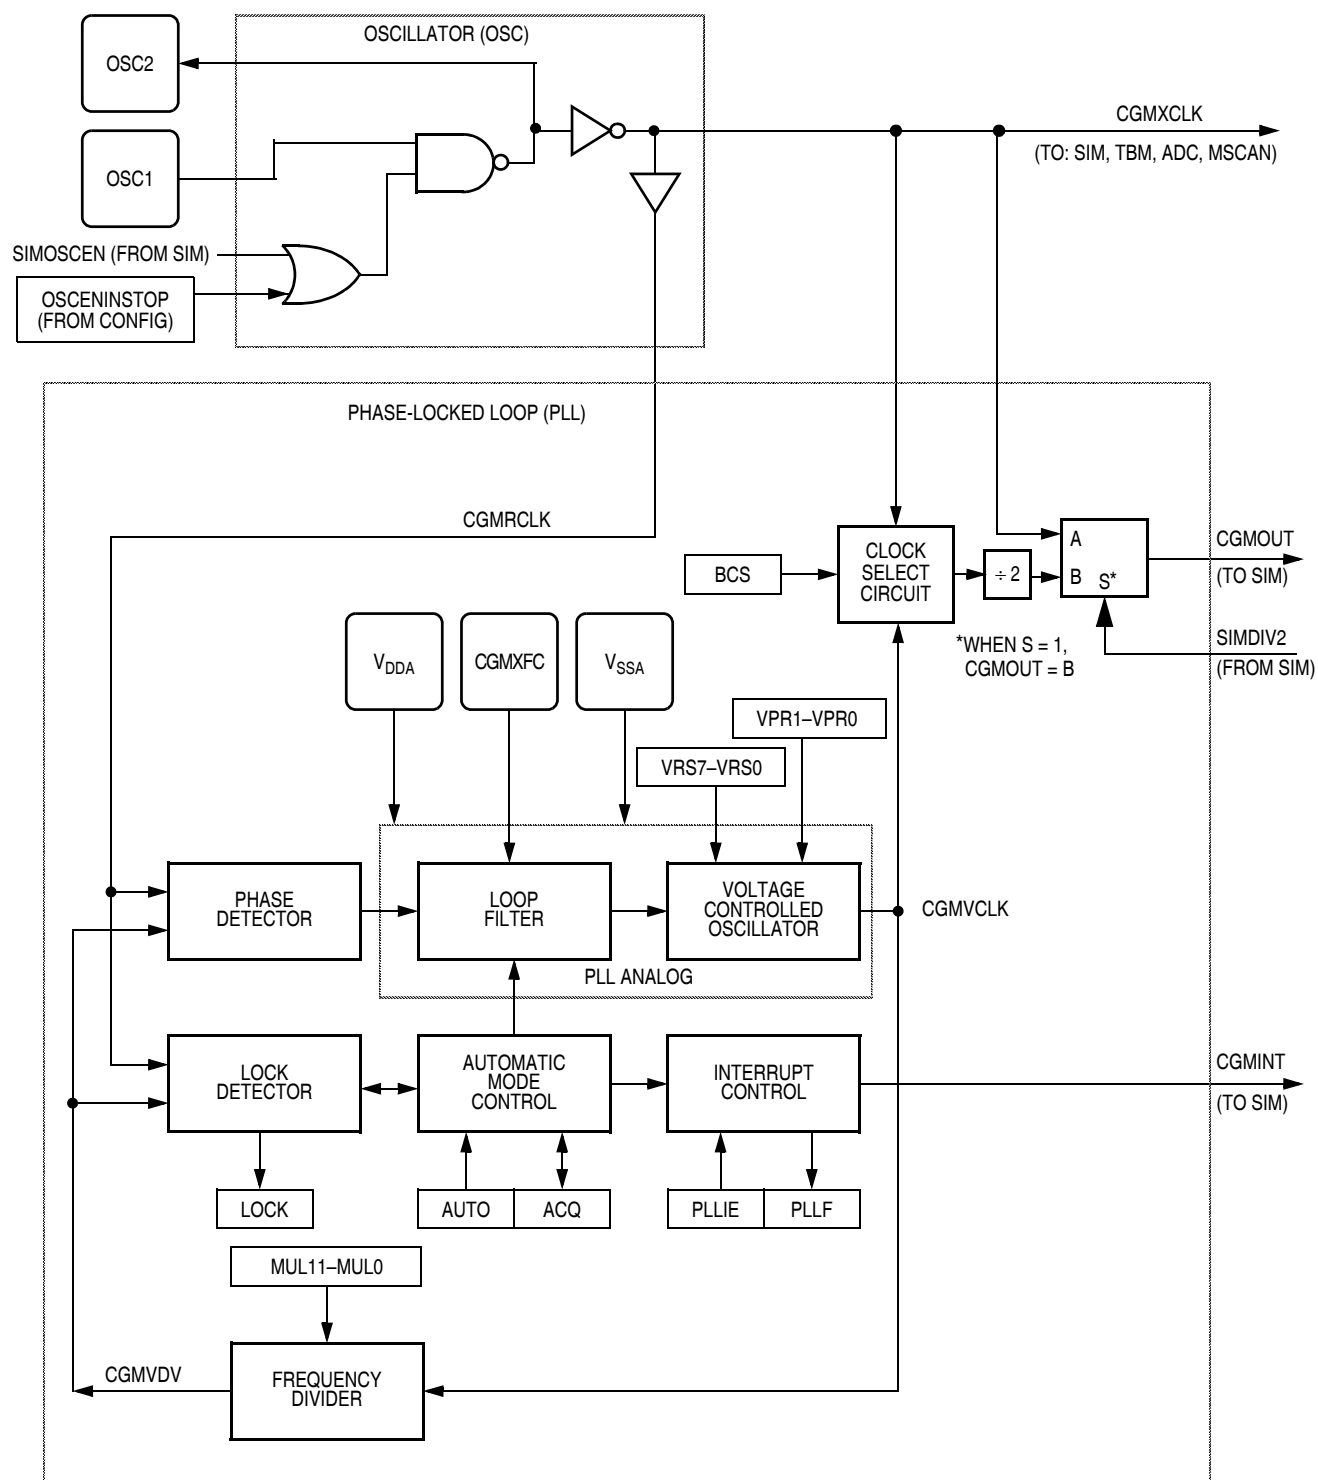 OSCILLATOR (OSC)
OSC2
OSC1
SIMOSCEN (FROM SIM)
OSCENINSTOP
(FROM CONFIG)
CGMXCLK
(TO: SIM, TBM, ADC, MSCAN)
PHASE-LOCKED LOOP (PLL)
CGMRCLK
BCS
CLOCK
SELECT
CIRCUIT
÷ 2
A
B
S*
CGMOUT
(TO SIM)
SIMDIV2
(FROM SIM)
*WHEN S = 1,
CGMOUT = B
VDDA
CGMXFC
VSSA
VPR1–VPR0
VRS7–VRS0
PHASE
DETECTOR
LOOP
FILTER
VOLTAGE
CONTROLLED
OSCILLATOR
CGMVCLK
PLL ANALOG
LOCK
DETECTOR
AUTOMATIC
MODE
CONTROL
INTERRUPT
CONTROL
CGMINT
(TO SIM)
LOCK
AUTO
ACQ
PLLIE
PLLF
MUL11–MUL0
CGMVDV
FREQUENCY
DIVIDER